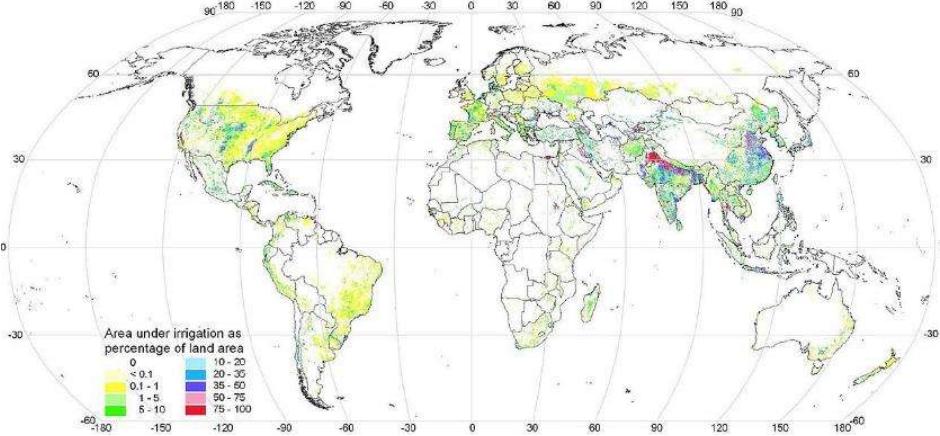 90 -180 -150 -120 -90 -60 -30 0 30 60 90 120 150 180 90
60 60
30 30
0 0
-30 -30
Area under irrigation as
percentage of land area
0 10 - 20
< 0.1 20 - 35
0.1 - 1 35 - 50
1 - 5 50 - 75
5 - 10 75 - 100
-60 -180 -150 -120 -90 -60 -30 0 30 60 90 120 150 180 -60